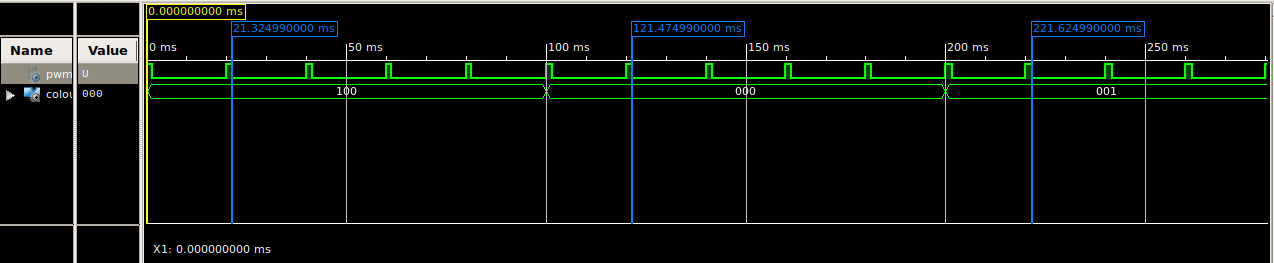 0.000000000 ms
21.324990000 ms 121.474990000 ms 221.624990000 ms
Name Value 0 ms 50 ms 100 ms 150 ms 200 ms 250 ms
pwm U
colou 000 100 000 001
X1: 0.000000000 ms